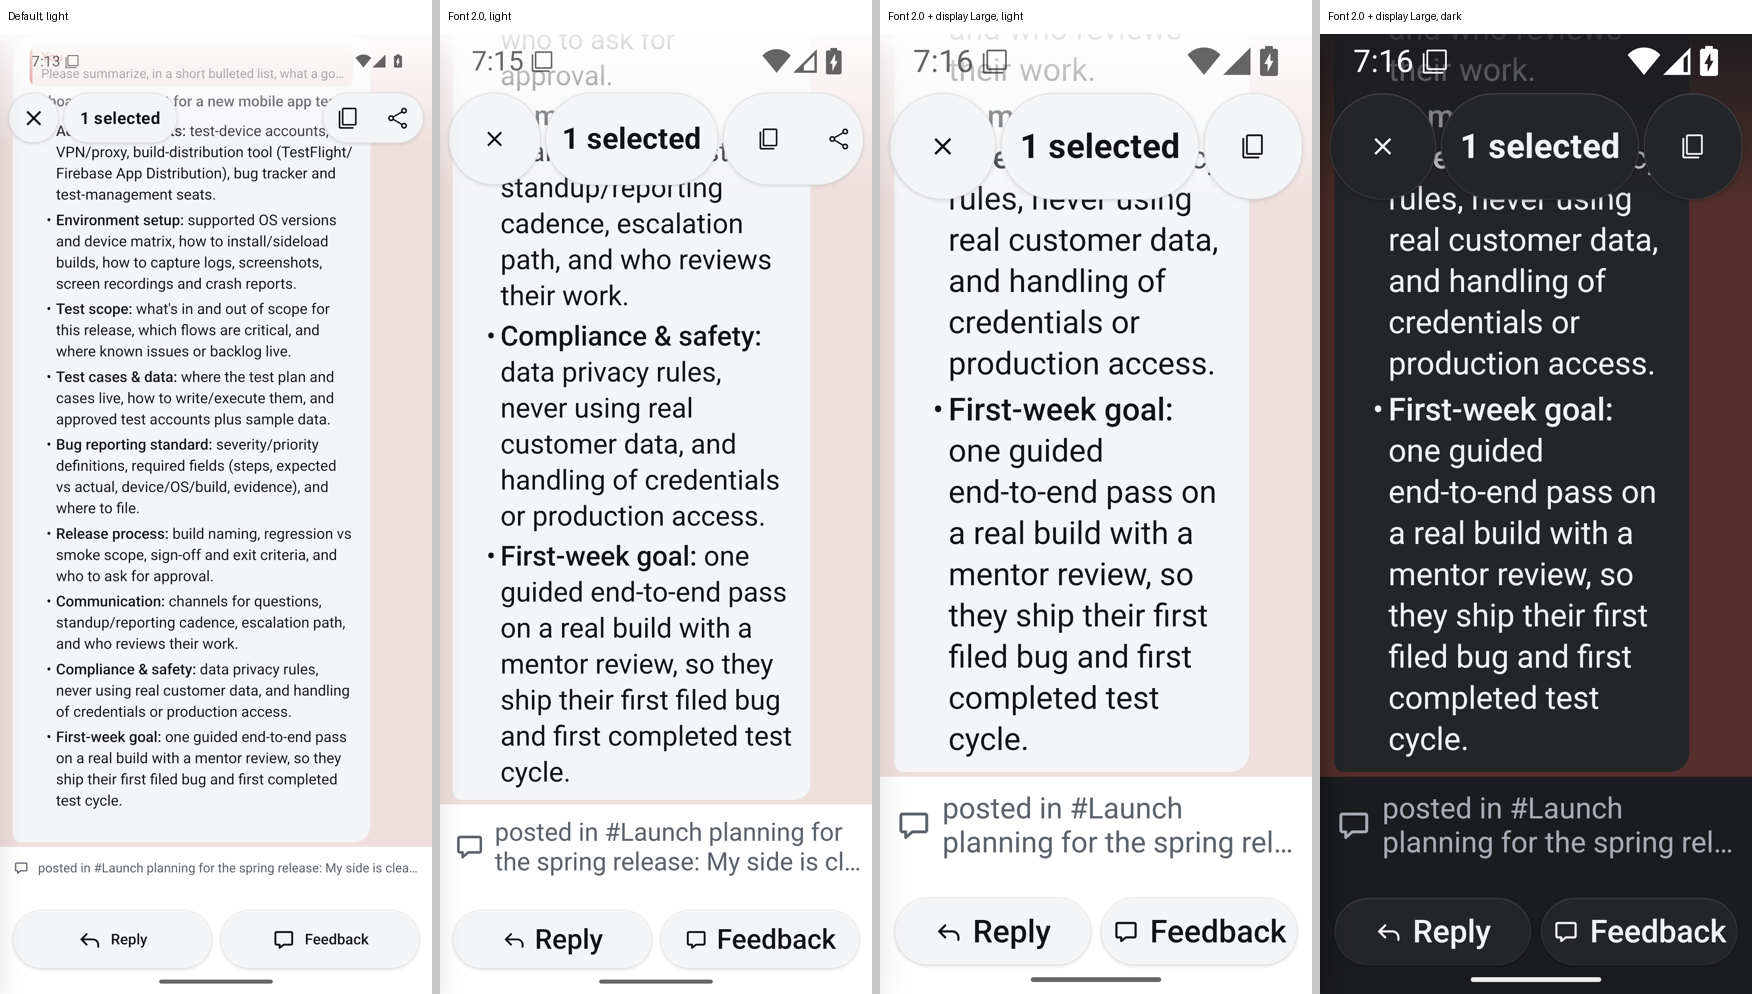 Default, light
7:13
Please summarize, in a short bulleted list, what a go...
for a new mobile app
1 selected
test-device accounts,
VPN/proxy, build-distribution tool (TestFlight/
Firebase App Distribution), bug tracker and
test-management seats.
• Environment setup: supported OS versions
and device matrix, how to install/sideload
builds, how to capture logs, screenshots,
screen recordings and crash reports.
• Test scope: what's in and out of scope for
this release, which flows are critical, and
where known issues or backlog live.
• Test cases & data: where the test plan and
cases live, how to write/execute them, and
approved test accounts plus sample data.
• Bug reporting standard: severity/priority
definitions, required fields (steps, expected
vs actual, device/OS/build, evidence), and
where to file.
• Release process: build naming, regression vs
smoke scope, sign-off and exit criteria, and
who to ask for approval.
• Communication: channels for questions,
standup/reporting cadence, escalation path,
and who reviews their work.
• Compliance & safety: data privacy rules,
never using real customer data, and handling
of credentials or production access.
• First-week goal: one guided end-to-end pass
on a real build with a mentor review, so they
ship their first filed bug and first completed
test cycle.
posted in #Launch planning for the spring release: My side is clea...
Reply
Feedback
Font 2.0, light
who to ask for
7:15
approval.
1 selected
standup/reporting
cadence, escalation
path, and who reviews
their work.
• Compliance & safety:
data privacy rules,
never using real
customer data, and
handling of credentials
or production access.
• First-week goal: one
guided end-to-end pass
on a real build with a
mentor review, so they
ship their first filed bug
and first completed test
cycle.
posted in #Launch planning for
the spring release: My side is cl...
Reply
Feedback
Font 2.0 + display Large, light
and who reviews
7:16
their work.
1 selected
rules, never using
real customer data,
and handling of
credentials or
production access.
• First-week goal:
one guided
end-to-end pass on
a real build with a
mentor review, so
they ship their first
filed bug and first
completed test
cycle.
posted in #Launch
planning for the spring rel...
Reply
Feedback
Font 2.0 + display Large, dark
and who reviews
7:16
their work.
1 selected
rules, never using
real customer data,
and handling of
credentials or
production access.
• First-week goal:
one guided
end-to-end pass on
a real build with a
mentor review, so
they ship their first
filed bug and first
completed test
cycle.
posted in #Launch
planning for the spring rel...
Reply
Feedback